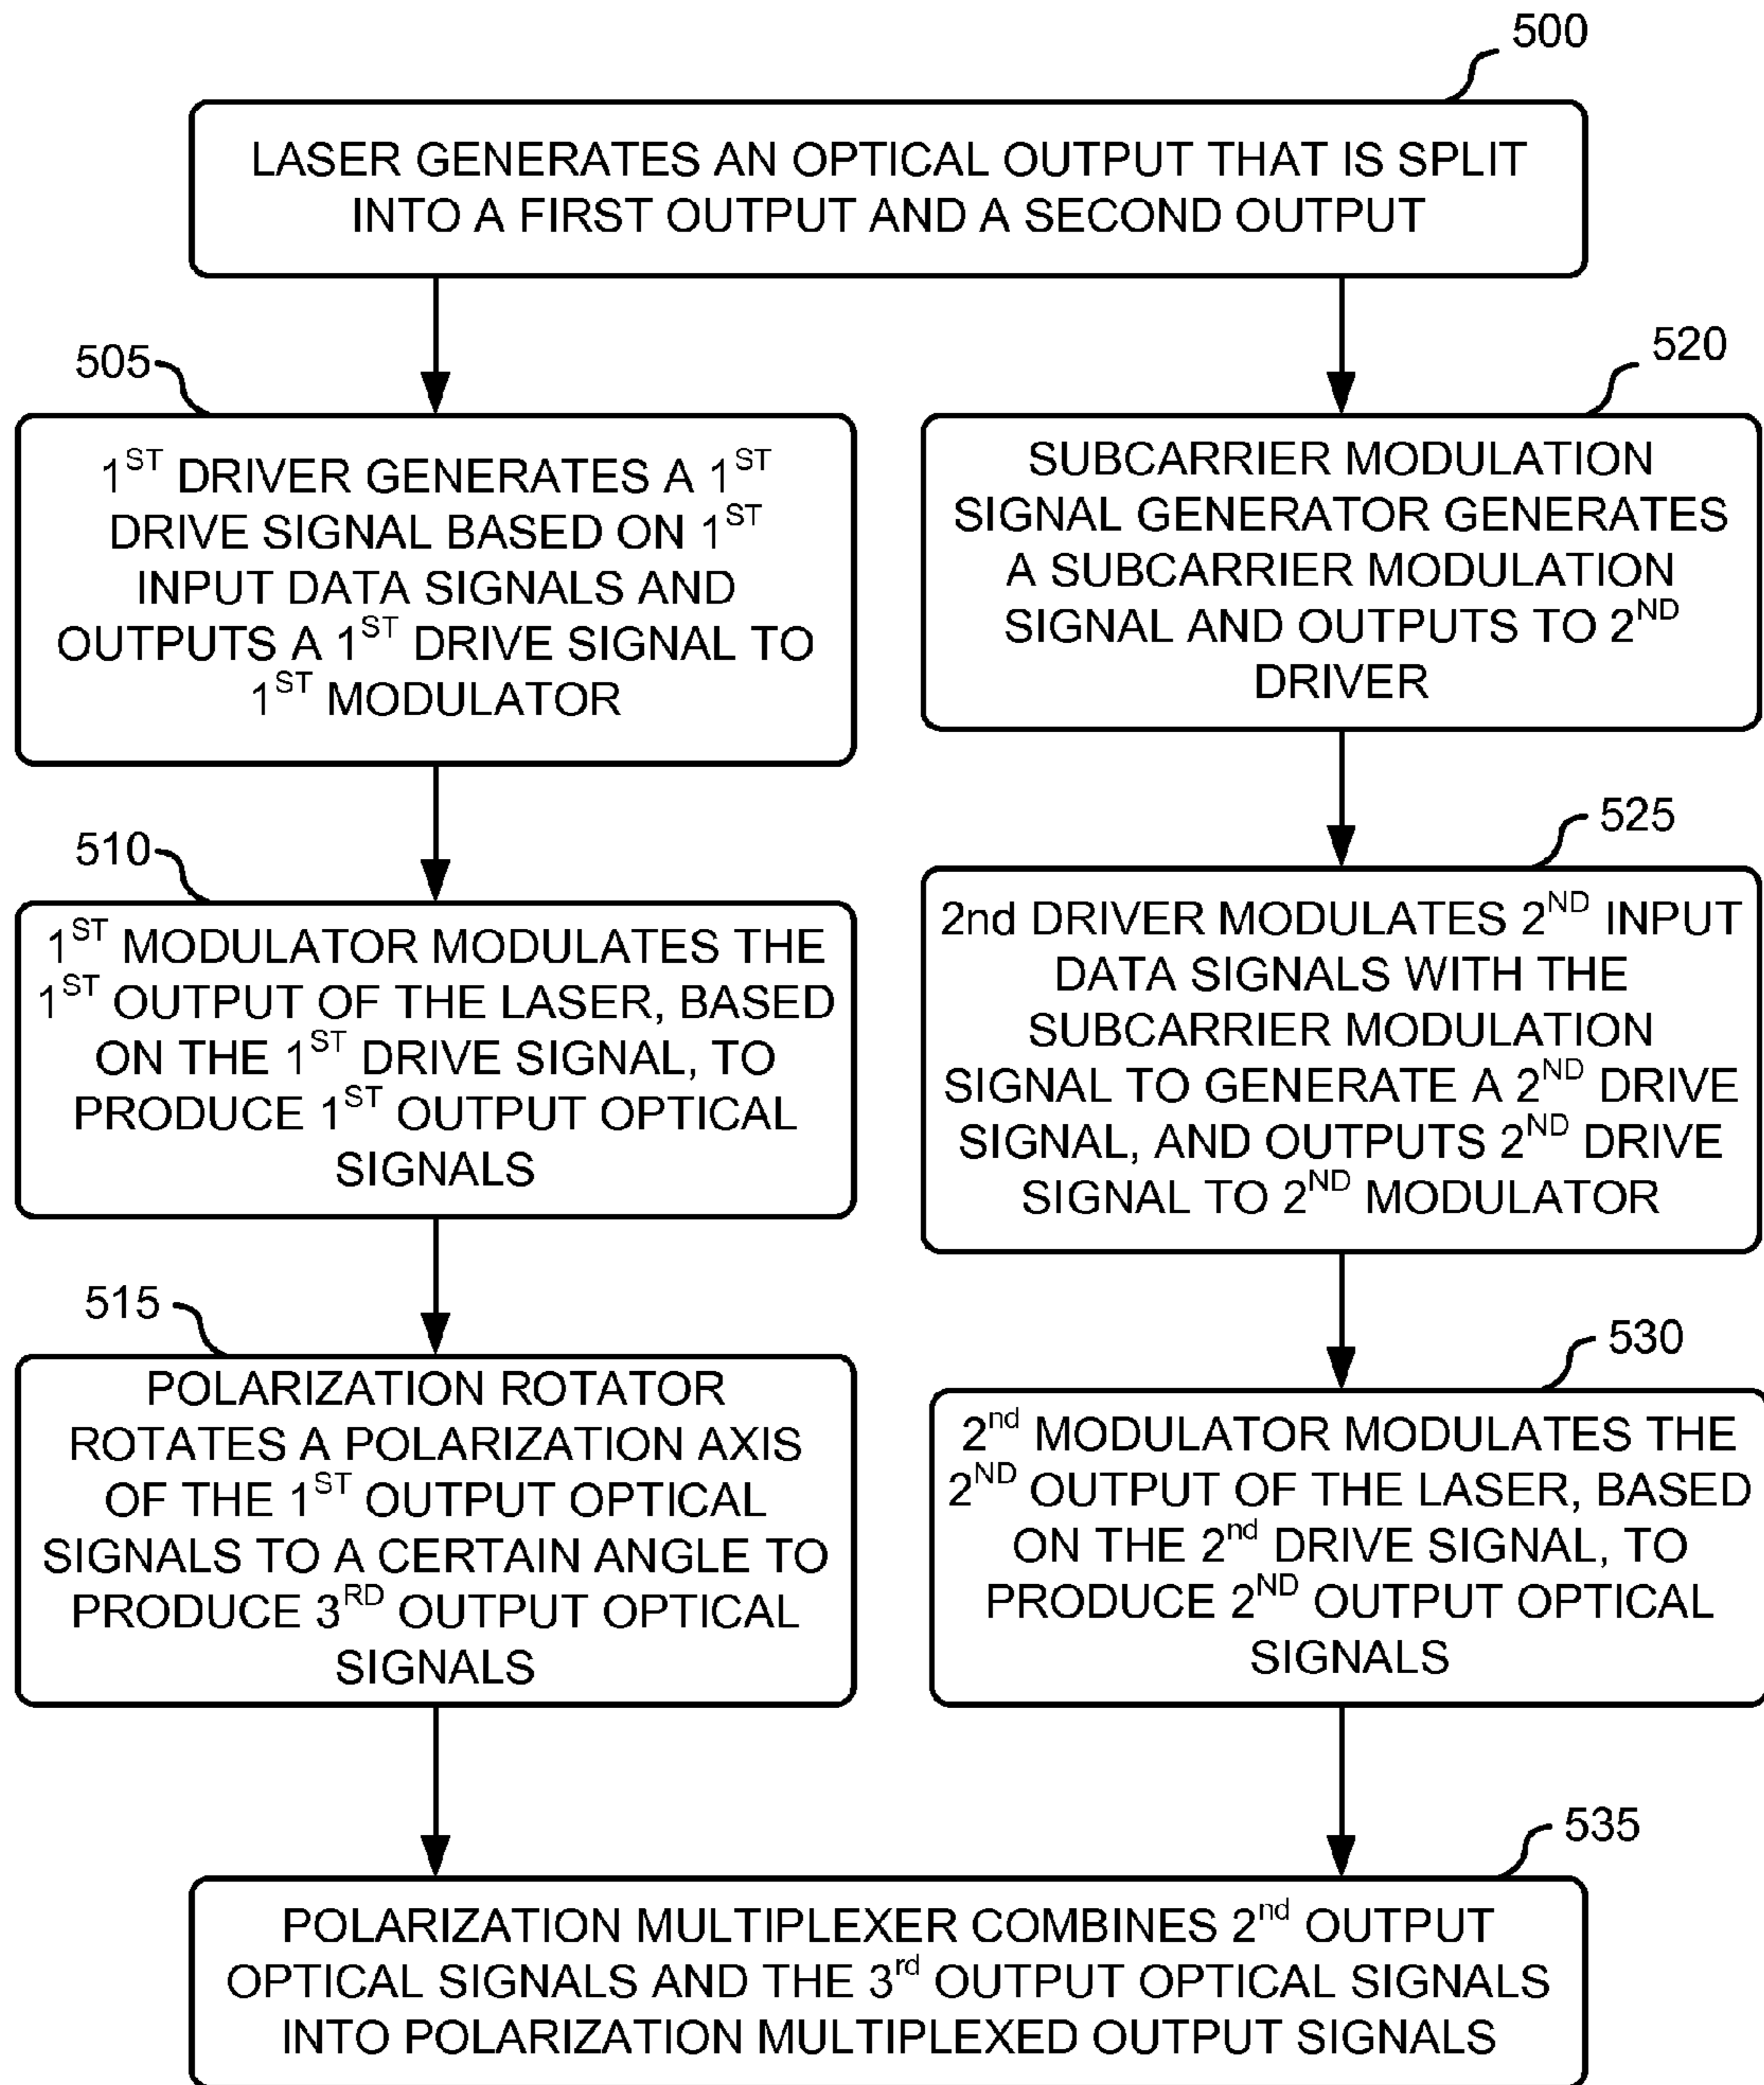 500
LASER GENERATES AN OPTICAL OUTPUT THAT IS SPLIT
INTO A FIRST OUTPUT AND A SECOND OUTPUT
505
1ST DRIVER GENERATES A 1ST
DRIVE SIGNAL BASED ON 1ST
INPUT DATA SIGNALS AND
OUTPUTS A 1ST DRIVE SIGNAL TO
1ST MODULATOR
510
1ST MODULATOR MODULATES THE
1ST OUTPUT OF THE LASER, BASED
ON THE 1ST DRIVE SIGNAL, TO
PRODUCE 1ST OUTPUT OPTICAL
SIGNALS
515
POLARIZATION ROTATOR
ROTATES A POLARIZATION AXIS
OF THE 1ST OUTPUT OPTICAL
SIGNALS TO A CERTAIN ANGLE TO
PRODUCE 3RD OUTPUT OPTICAL
SIGNALS
520
SUBCARRIER MODULATION
SIGNAL GENERATOR GENERATES
A SUBCARRIER MODULATION
SIGNAL AND OUTPUTS TO 2ND
DRIVER
525
2nd DRIVER MODULATES 2ND INPUT
DATA SIGNALS WITH THE
SUBCARRIER MODULATION
SIGNAL TO GENERATE A 2ND DRIVE
SIGNAL, AND OUTPUTS 2ND DRIVE
SIGNAL TO 2ND MODULATOR
530
2nd MODULATOR MODULATES THE
2ND OUTPUT OF THE LASER, BASED
ON THE 2nd DRIVE SIGNAL, TO
PRODUCE 2ND OUTPUT OPTICAL
SIGNALS
535
POLARIZATION MULTIPLEXER COMBINES 2nd OUTPUT
OPTICAL SIGNALS AND THE 3rd OUTPUT OPTICAL SIGNALS
INTO POLARIZATION MULTIPLEXED OUTPUT SIGNALS